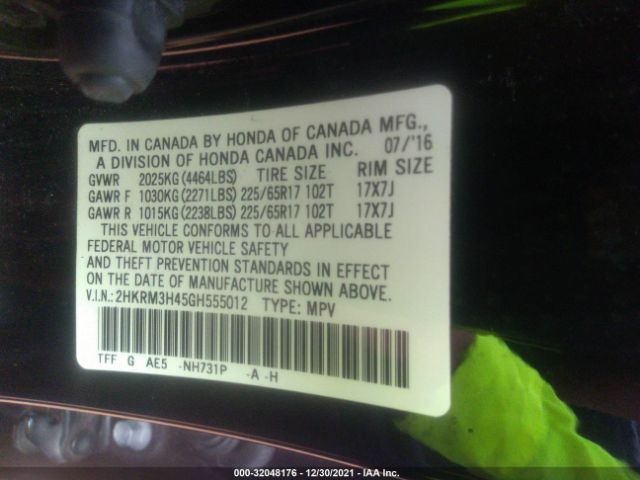 MFD. IN CANADA BY HONDA OF CANADA MFG.,
A DIVISION OF HONDA CANADA INC. 07/'16
GVWR 2025KG(4464LBS) TIRE SIZE RIM SIZE
GAWR F 1030KG(2271LBS) 225/65R17 102T 17X7J
GAWR R 1015KG(2238LBS) 225/65R17 102T 17X7J
THIS VEHICLE CONFORMS TO ALL APPLICABLE
FEDERAL MOTOR VEHICLE SAFETY
AND THEFT PREVENTION STANDARDS IN EFFECT
ON THE DATE OF MANUFACTURE SHOWN ABOVE.
V.I.N.:2HKRM3H45GH555012 TYPE: MPV
TFF G AE5 -NH731P -A -H
000-32048176 - 12/30/2021 - IAA Inc.